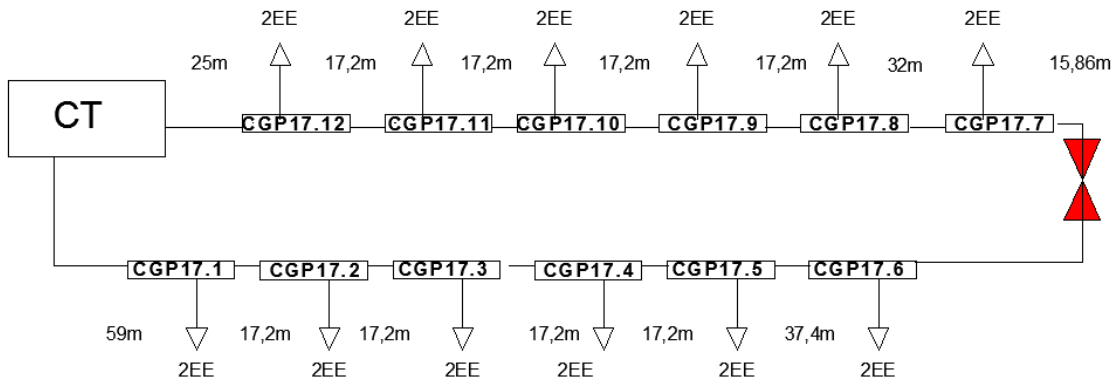 2EE 2EE 2EE 2EE 2EE 2EE
25m 17,2m 17,2m 17,2m 17,2m 32m 15,86m
CT
CGP17.12 CGP17.11 CGP17.10 CGP17.9 CGP17.8 CGP17.7
CGP17.1 CGP17.2 CGP17.3 CGP17.4 CGP17.5 CGP17.6
59m 17,2m 17,2m 17,2m 17,2m 37,4m
2EE 2EE 2EE 2EE 2EE 2EE